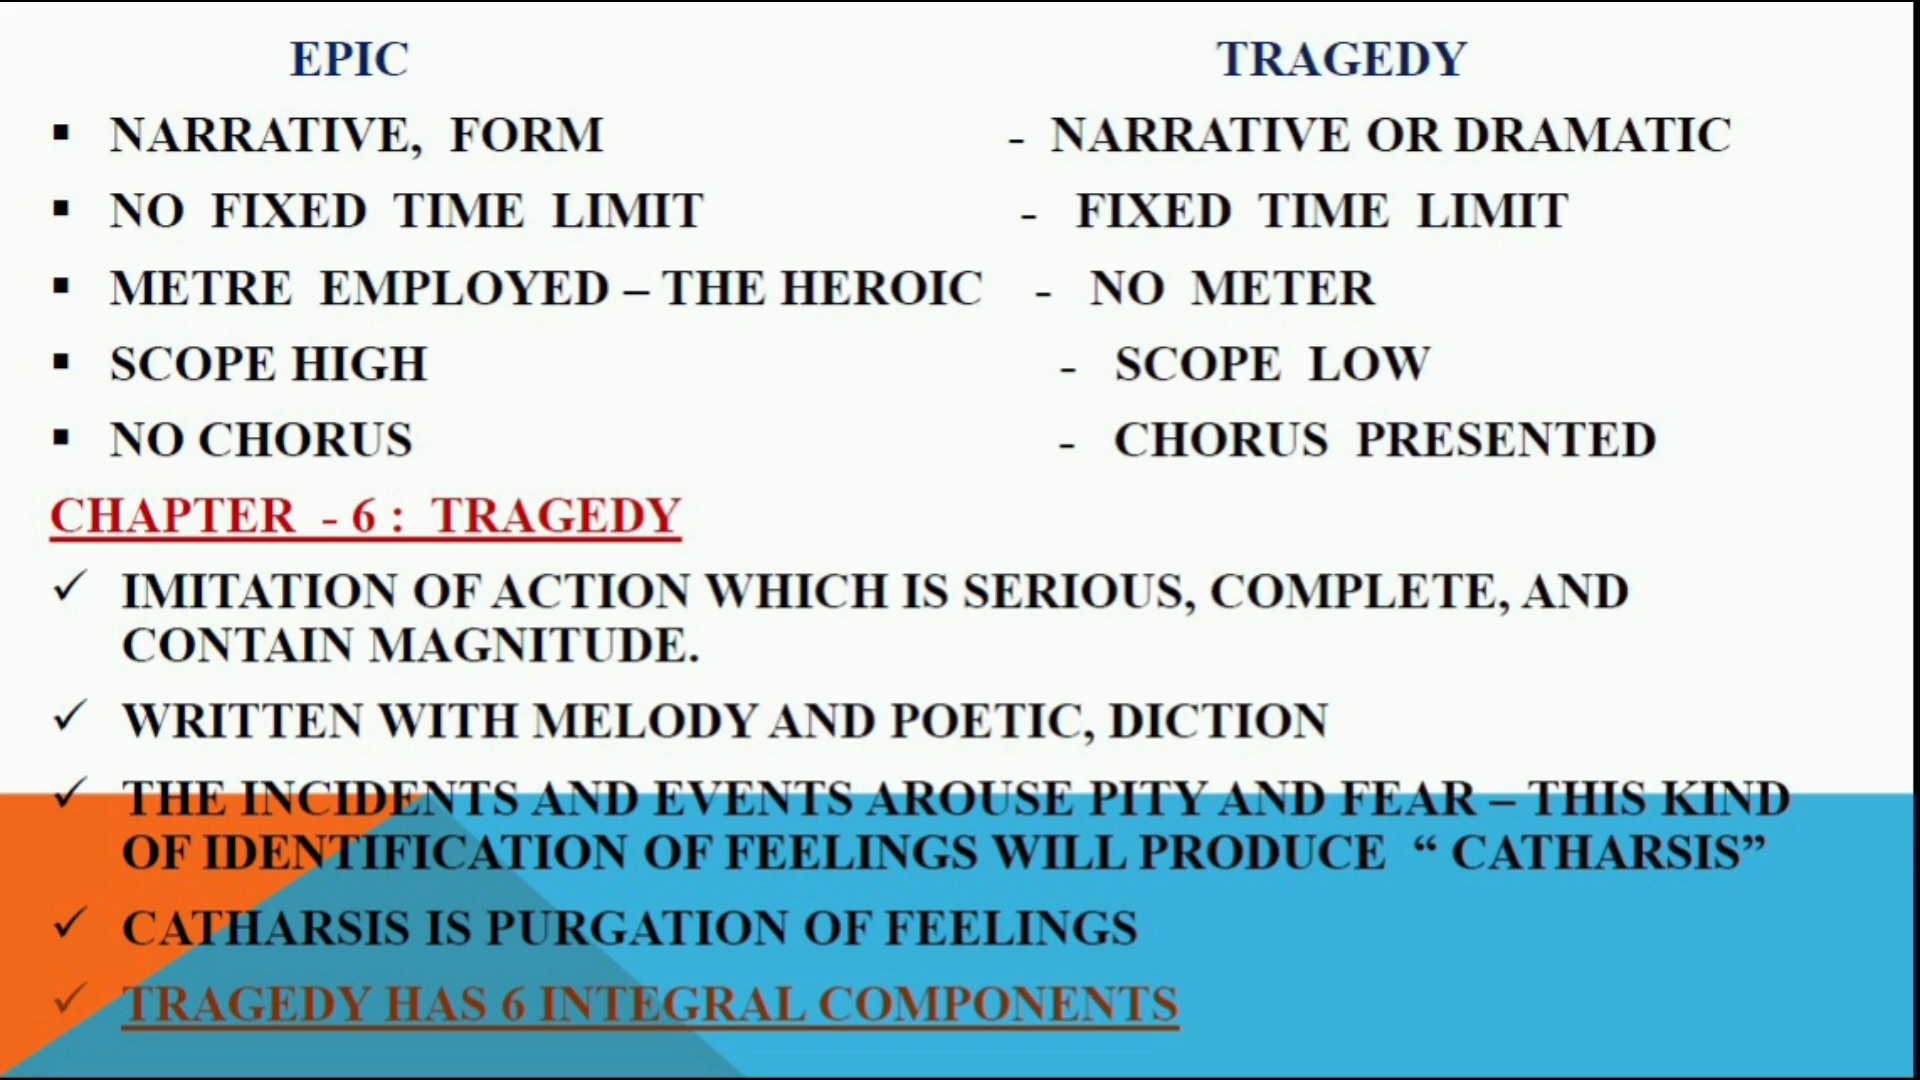 EPIC TRAGEDY
▪ NARRATIVE, FORM - NARRATIVE OR DRAMATIC
▪ NO FIXED TIME LIMIT - FIXED TIME LIMIT
▪ METRE EMPLOYED – THE HEROIC - NO METER
▪ SCOPE HIGH - SCOPE LOW
▪ NO CHORUS - CHORUS PRESENTED
CHAPTER - 6 : TRAGEDY
✓ IMITATION OF ACTION WHICH IS SERIOUS, COMPLETE, AND
CONTAIN MAGNITUDE.
✓ WRITTEN WITH MELODY AND POETIC, DICTION
✓ THE INCIDENTS AND EVENTS AROUSE PITY AND FEAR – THIS KIND
OF IDENTIFICATION OF FEELINGS WILL PRODUCE “ CATHARSIS”
✓ CATHARSIS IS PURGATION OF FEELINGS
✓ TRAGEDY HAS 6 INTEGRAL COMPONENTS